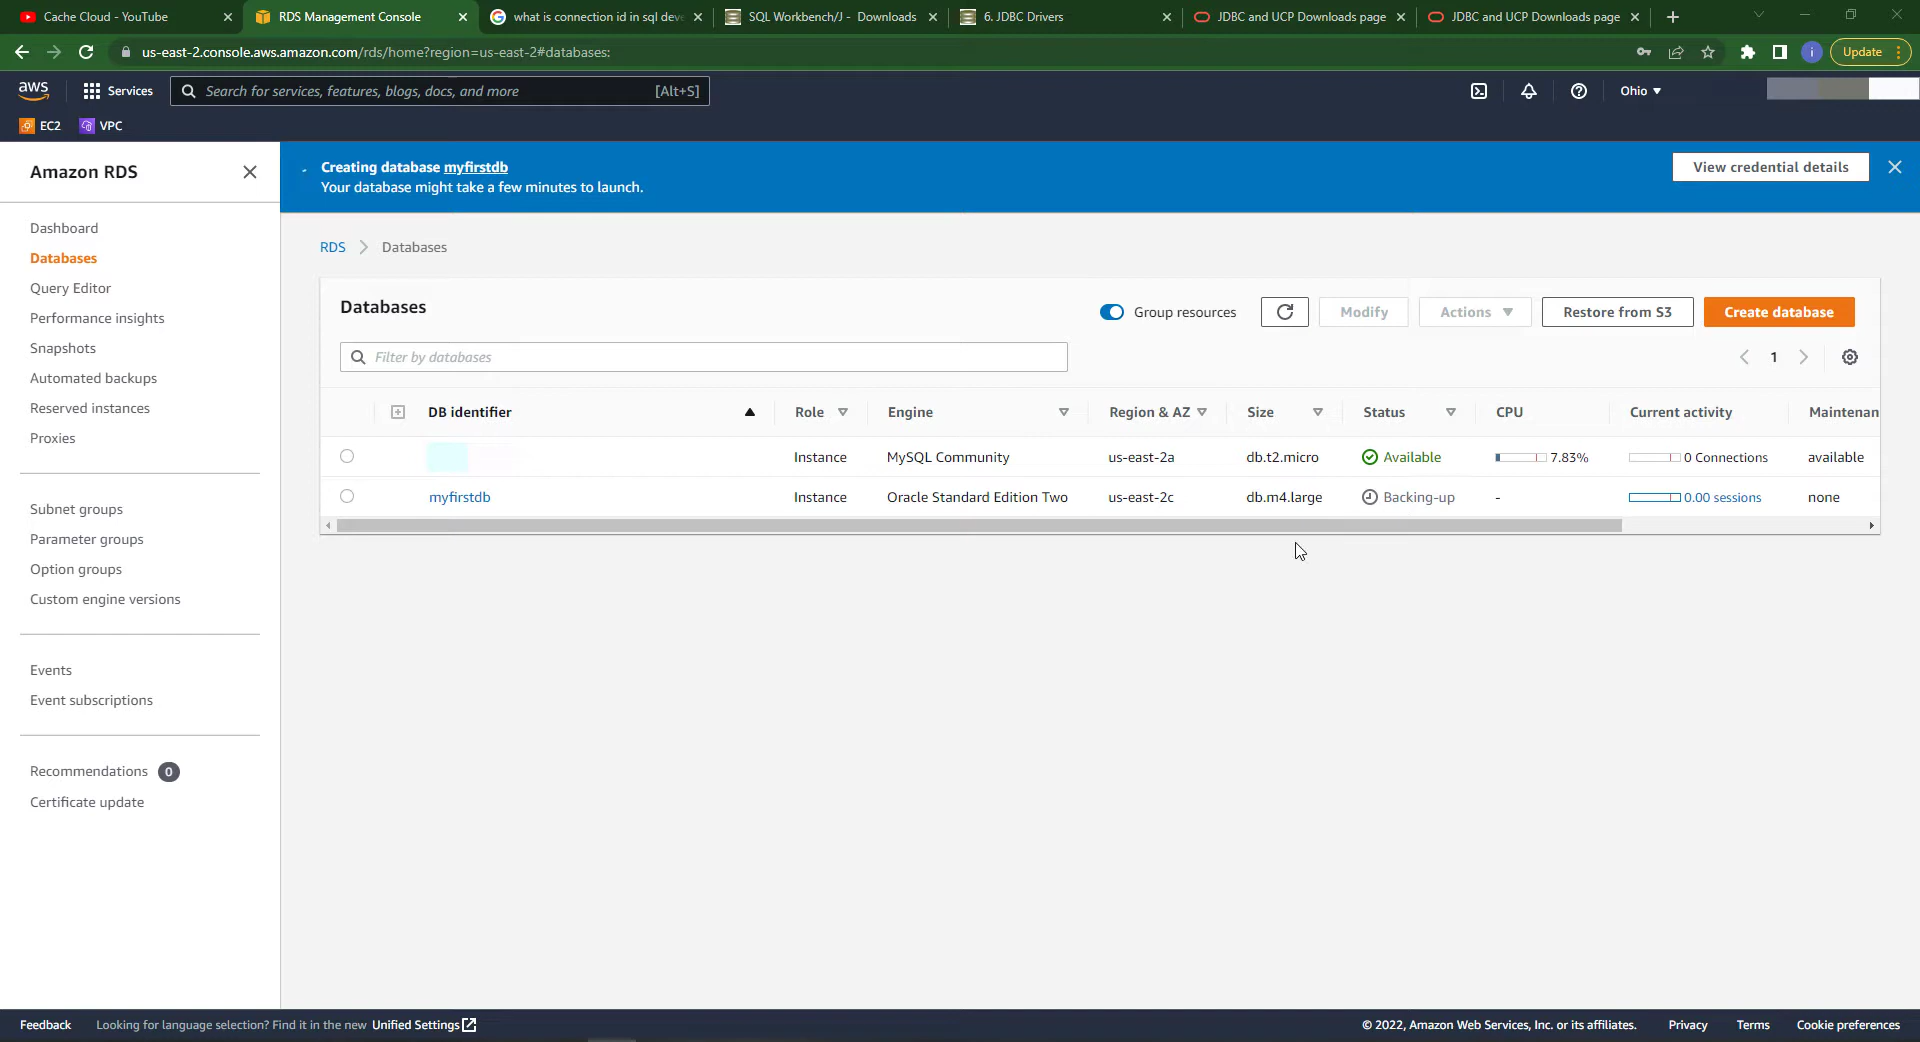 Cache Cloud - YouTube
RDS Management Console
what is connection id in sql deve
SQL Workbench/J - Downloads
6. JDBC Drivers
JDBC and UCP Downloads page
JDBC and UCP Downloads page
us-east-2.console.aws.amazon.com/rds/home?region=us-east-2#databases:
i
Update
aws
Services
Search for services, features, blogs, docs, and more
[Alt+S]
Ohio
EC2
VPC
Amazon RDS
Dashboard
Databases
Query Editor
Performance insights
Snapshots
Automated backups
Reserved instances
Proxies
Subnet groups
Parameter groups
Option groups
Custom engine versions
Events
Event subscriptions
Recommendations 0
Certificate update
Creating database myfirstdb
Your database might take a few minutes to launch.
View credential details
RDS
Databases
Databases
Group resources
Modify
Actions
Restore from S3
Create database
Filter by databases
1
DB identifier Role Engine Region & AZ Size Status CPU Current activity Maintenan
Instance MySQL Community us-east-2a db.t2.micro Available 7.83% 0 Connections available
myfirstdb Instance Oracle Standard Edition Two us-east-2c db.m4.large Backing-up - 0.00 sessions none
Feedback
Looking for language selection? Find it in the new Unified Settings
© 2022, Amazon Web Services, Inc. or its affiliates.
Privacy
Terms
Cookie preferences